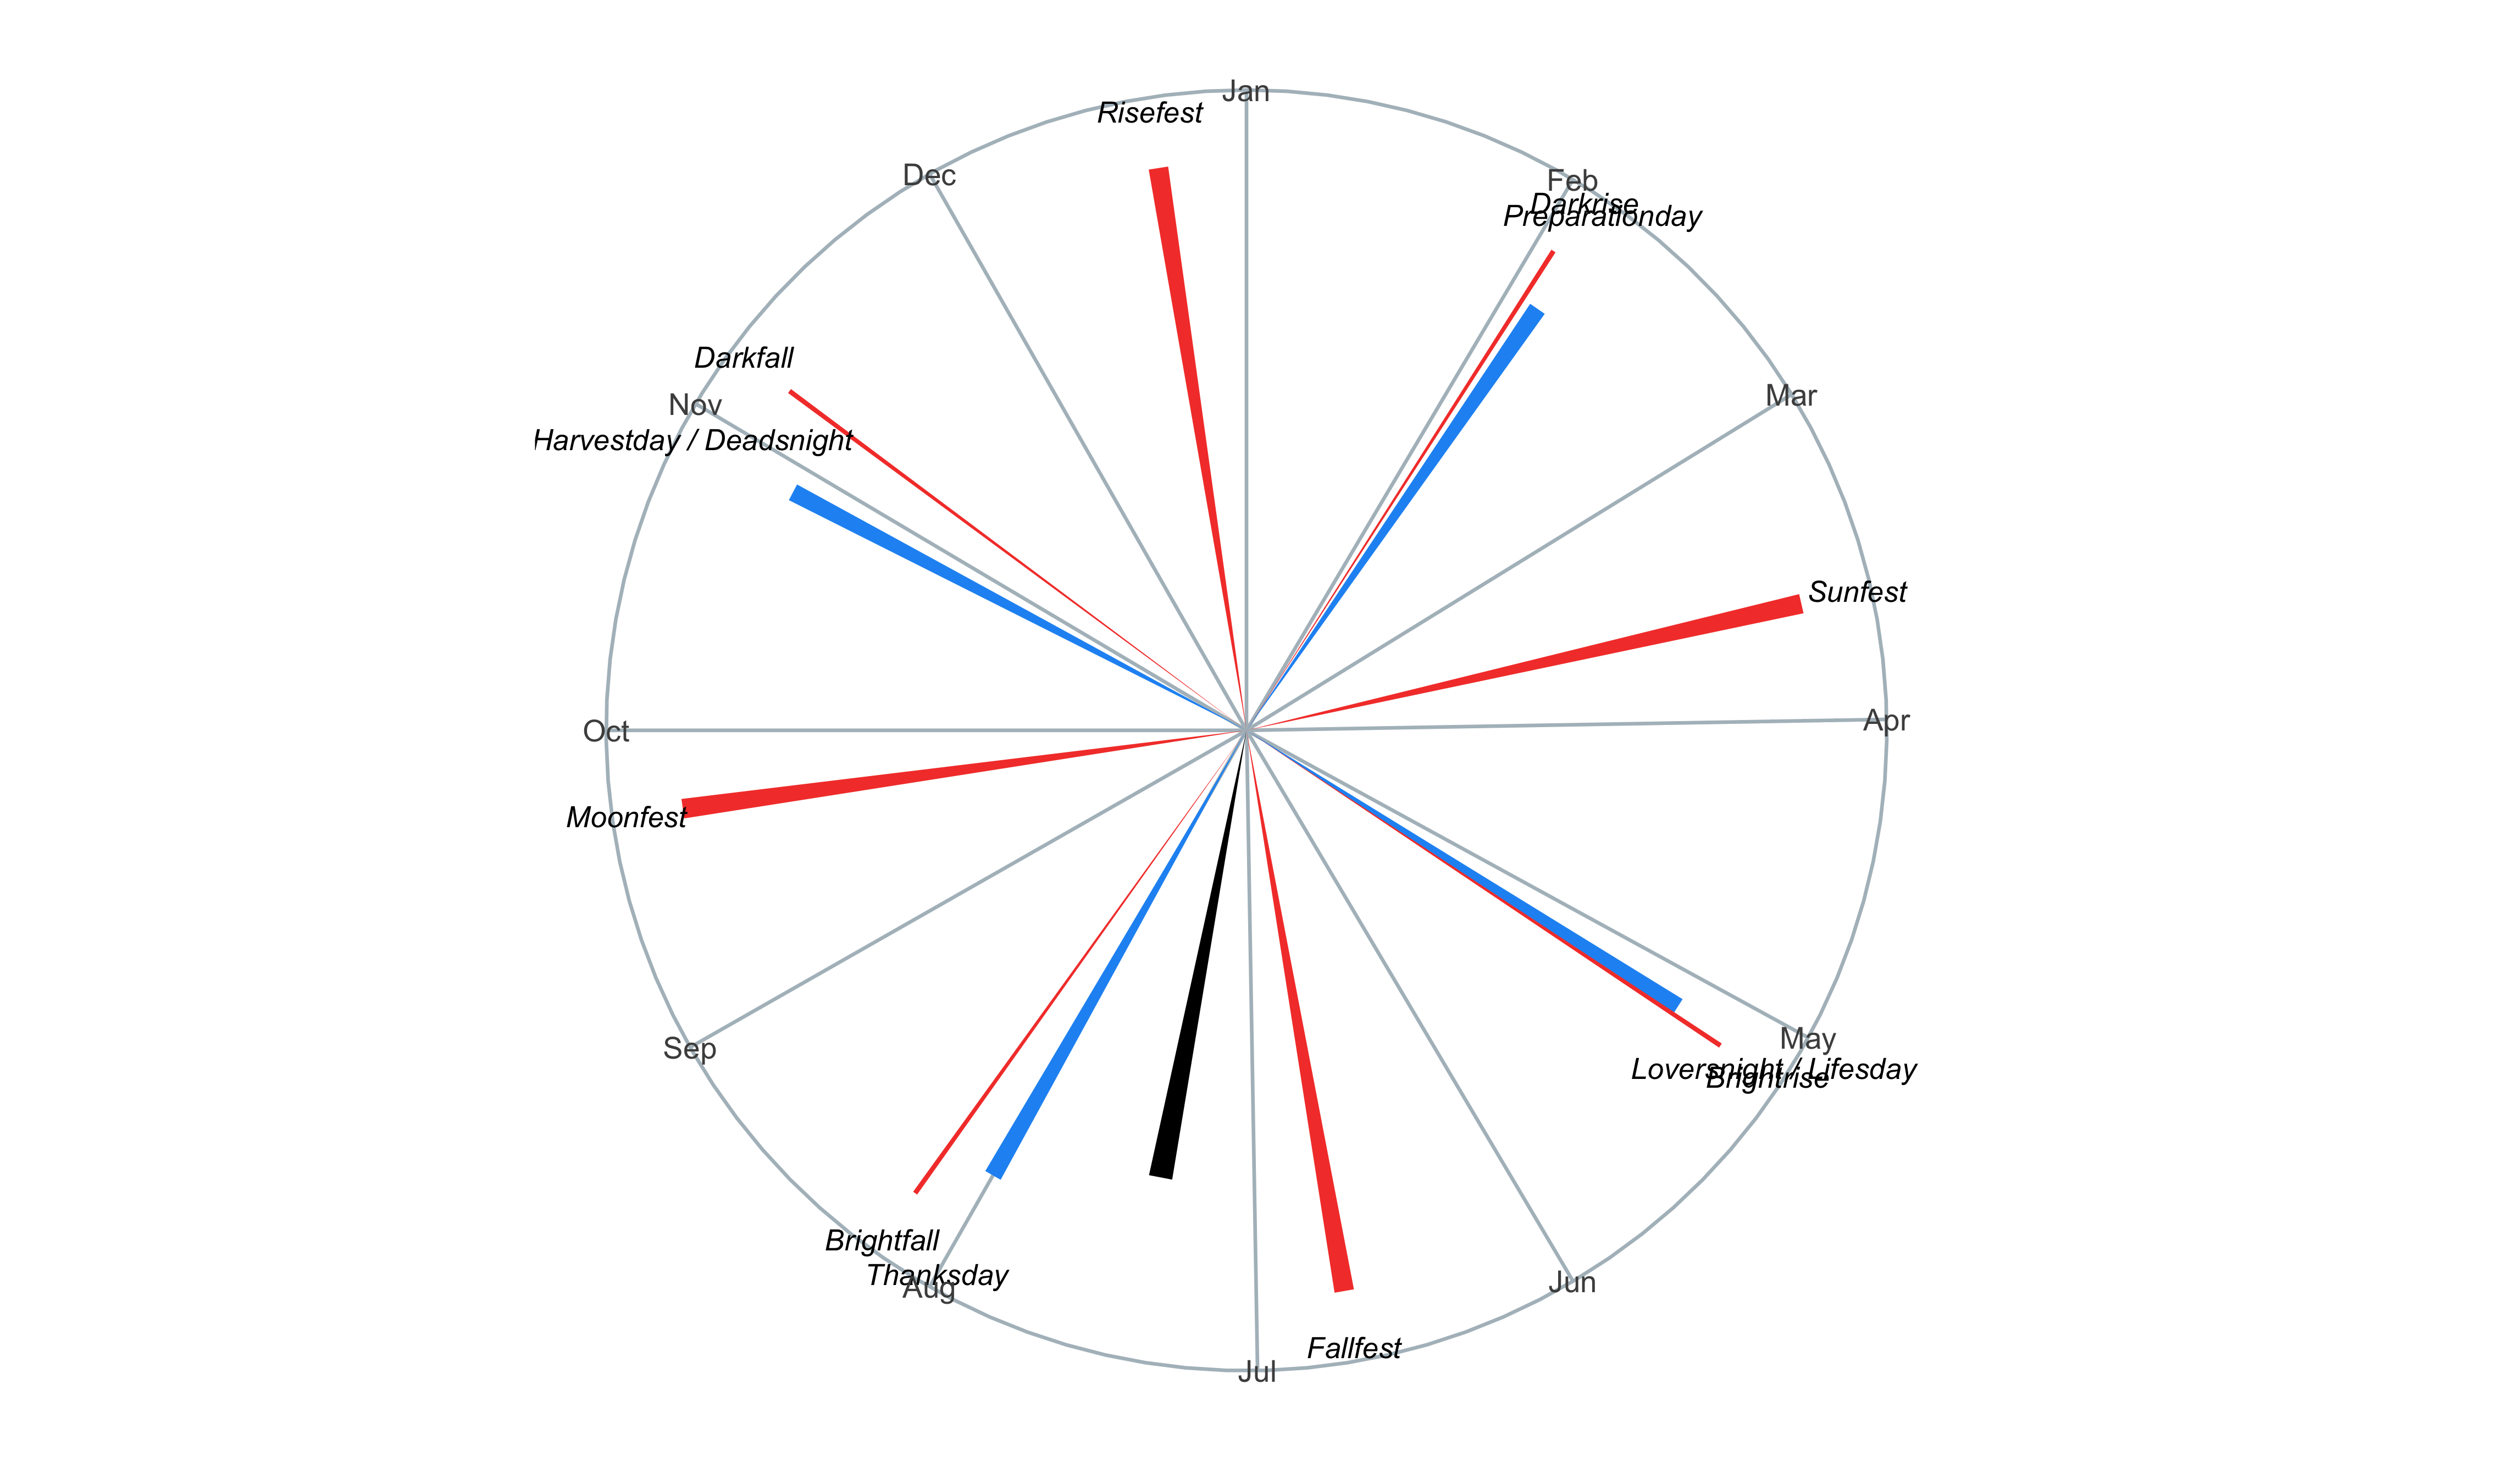 Jan
Risefest
Dec
Feb
Darkrise
Preparationday
Darkfall
Mar
Nov
Harvestday / Deadsnight
Sunfest
Apr
Oct
Moonfest
May
Sep
Loversnight / Lifesday
Brightrise
Brightfall
Thanksday
Aug
Jun
Fallfest
Jul